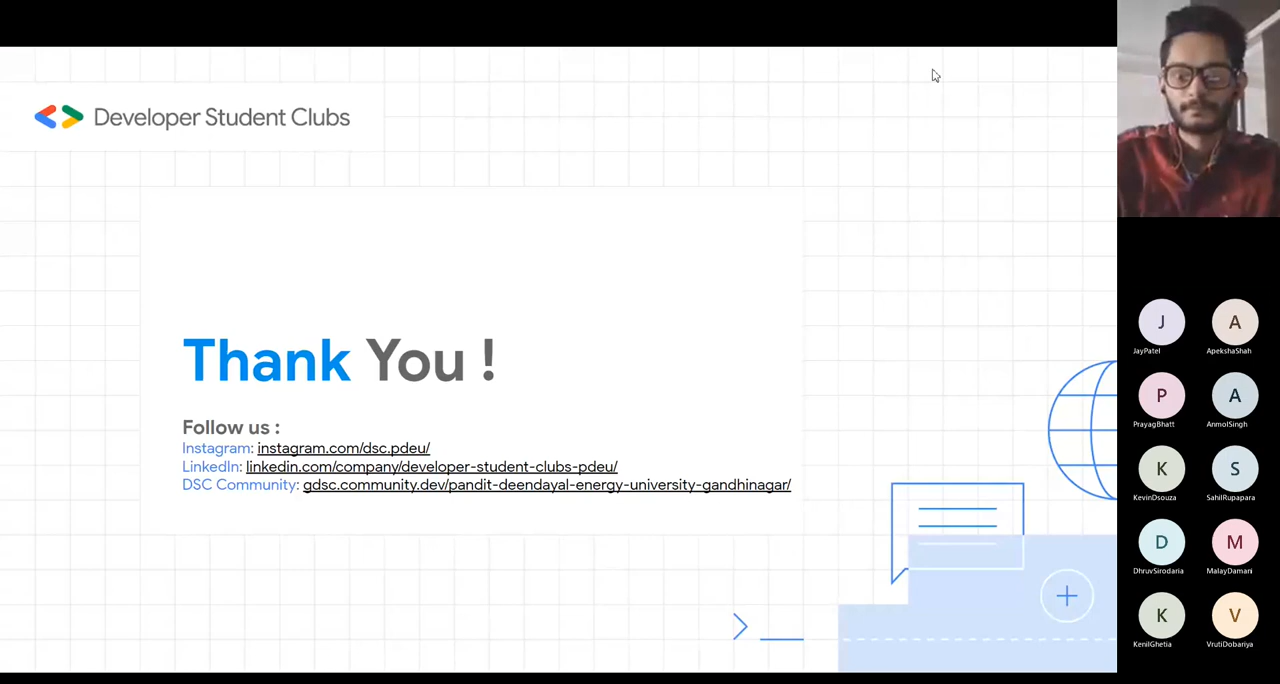 Developer Student Clubs
Thank You !
Follow us :
Instagram: instagram.com/dsc.pdeu/
LinkedIn: linkedin.com/company/developer-student-clubs-pdeu/
DSC Community: gdsc.community.dev/pandit-deendayal-energy-university-gandhinagar/
J A
JayPatel ApekshaShah
P A
PrayagBhatt AnmolSingh
K S
KevinDsouza SahilRupapara
D M
DhruvSirodaria MalayDamani
K V
KenilGhetia VrutiDobariya